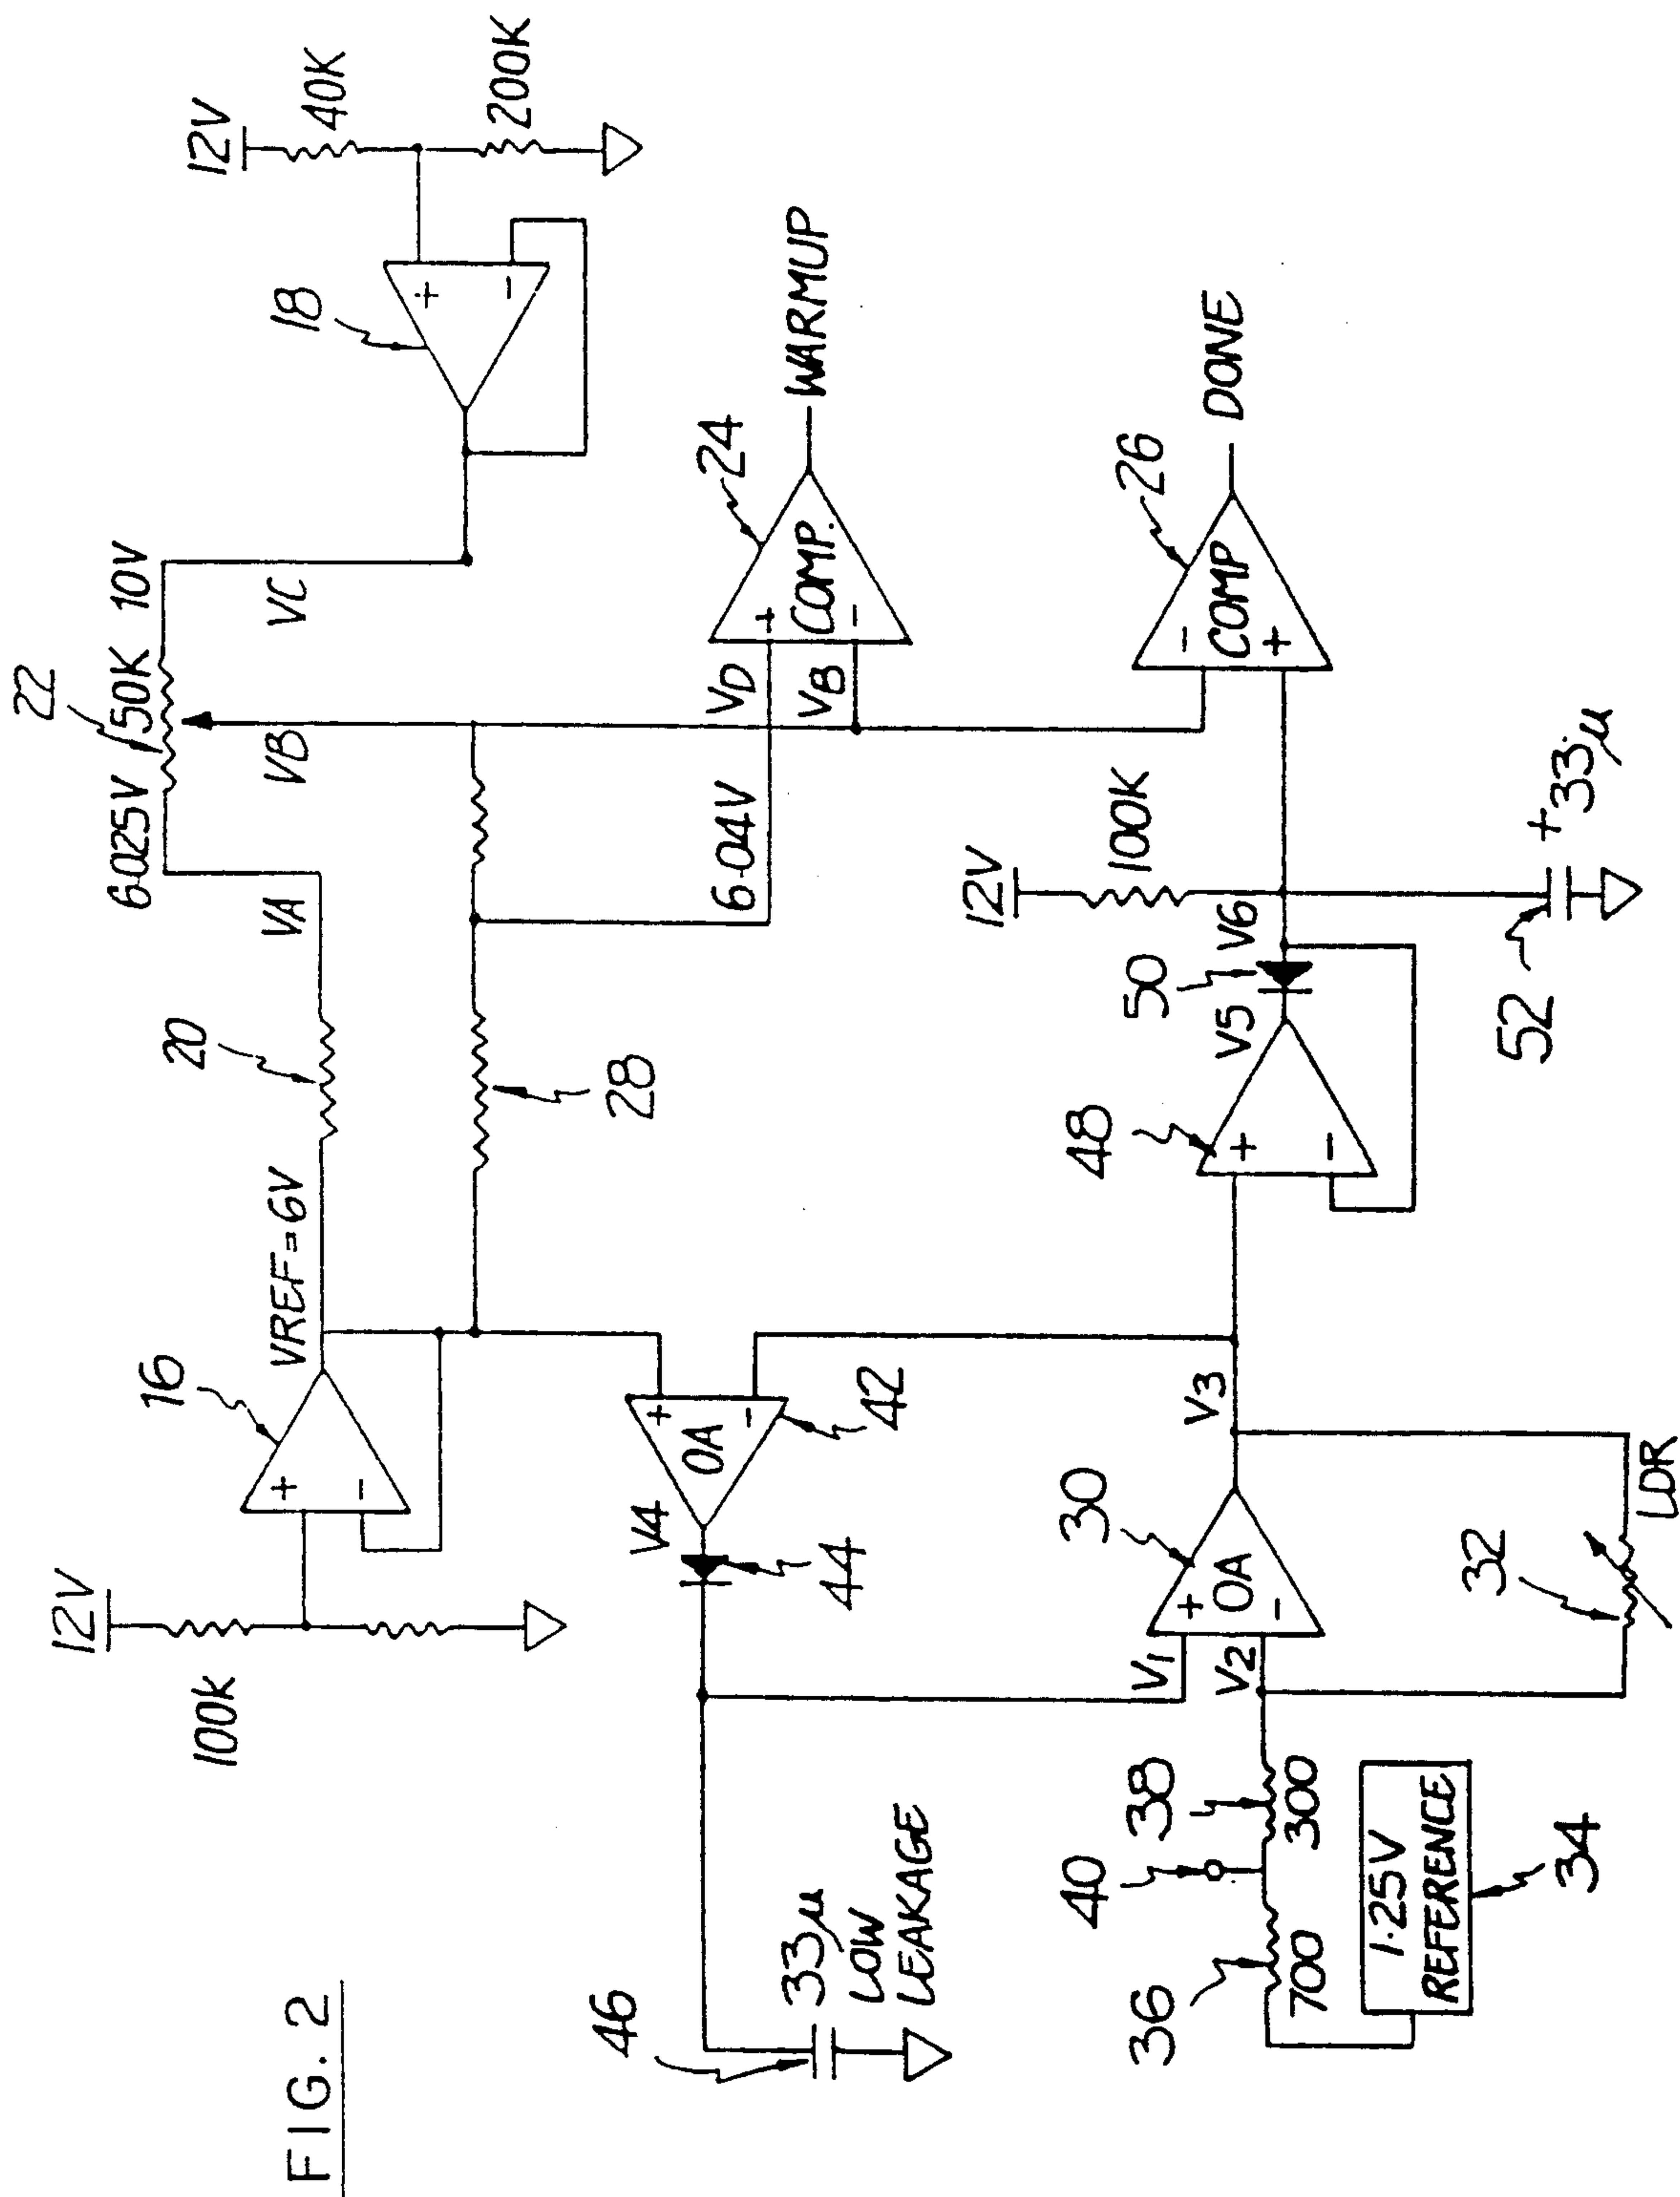 FIG. 2
12V
100K
16
VREF=6V
20
VA
6·025V
22
50K
10V
VB
VC
18
+
-
12V
40K
200K
+
-
28
6·04V
VD
VB
+
COMP.
-
24
WARMUP
V4
+
OA
-
42
44
46
33µ
LOW
LEAKAGE
V1
V2
+
OA
-
30
V3
32
LDR
36
700
40
38
300
1·25V
REFERENCE
34
48
+
-
V5
50
V6
12V
100K
52
+
33µ
-
COMP
+
26
DONE